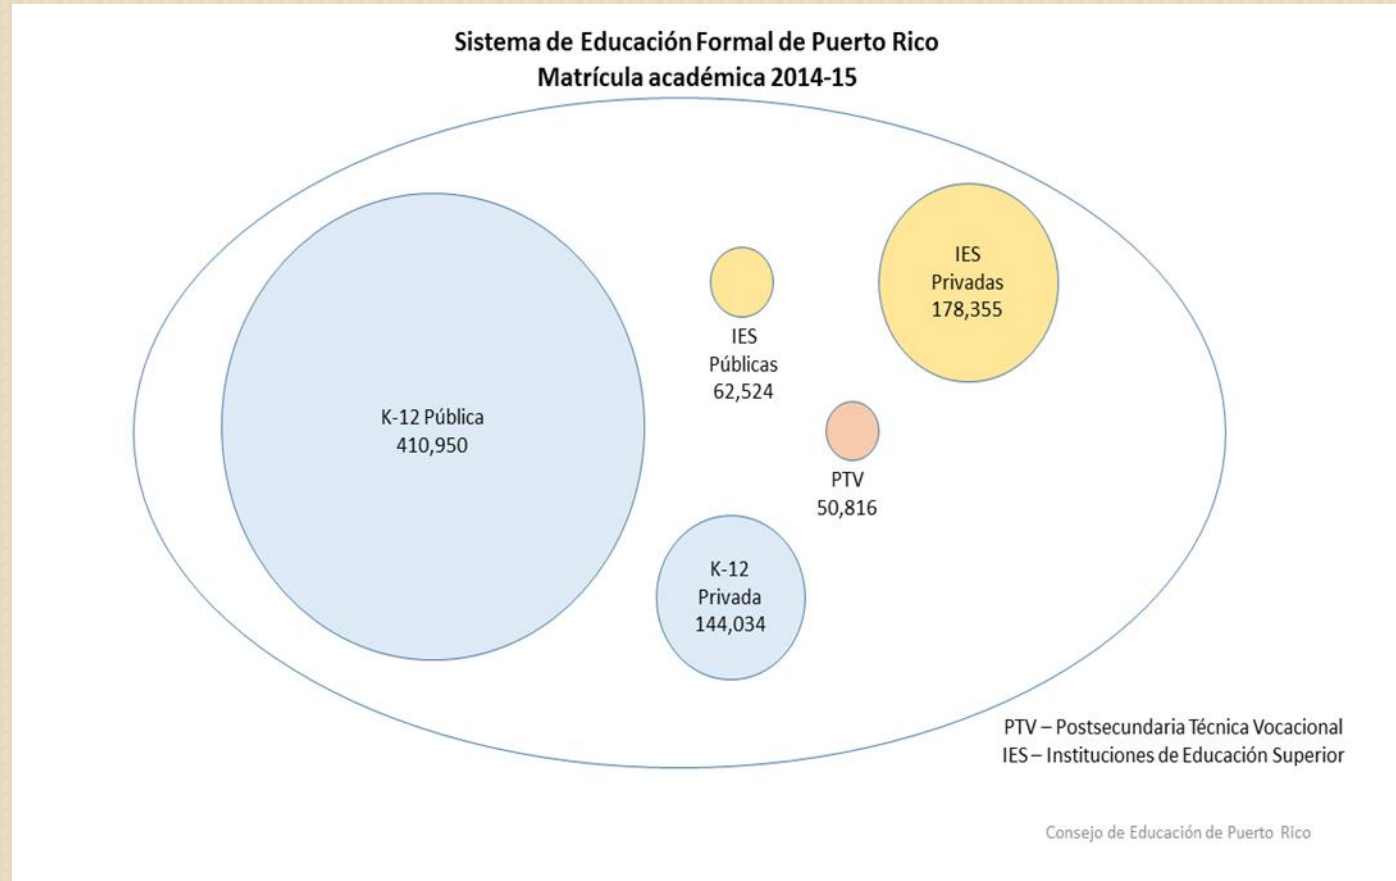 Sistema de Educación Formal de Puerto Rico
Matrícula académica 2014-15
K-12 Pública
410,950
IES
Públicas
62,524
IES
Privadas
178,355
PTV
50,816
K-12
Privada
144,034
PTV – Postsecundaria Técnica Vocacional
IES – Instituciones de Educación Superior
Consejo de Educación de Puerto Rico